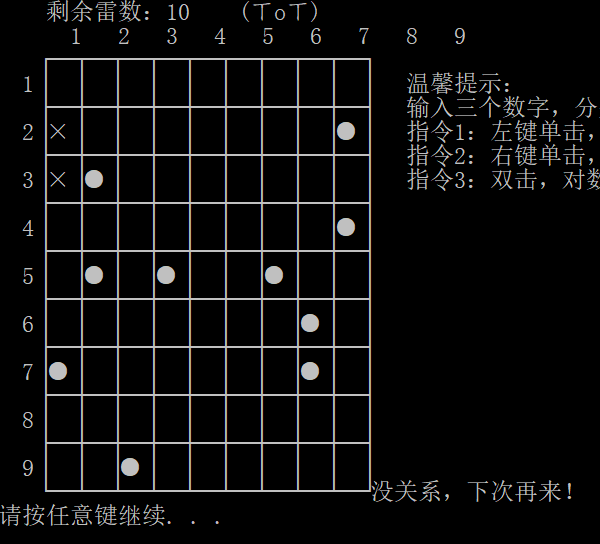 剩余雷数：10 (ㄒoㄒ)
1 2 3 4 5 6 7 8 9
1
2 × ●
3 × ●
4 ●
5 ● ● ●
6 ●
7 ● ●
8
9 ●
温馨提示：
输入三个数字，分
指令1：左键单击，
指令2：右键单击，
指令3：双击，对数
没关系，下次再来！
请按任意键继续. . .